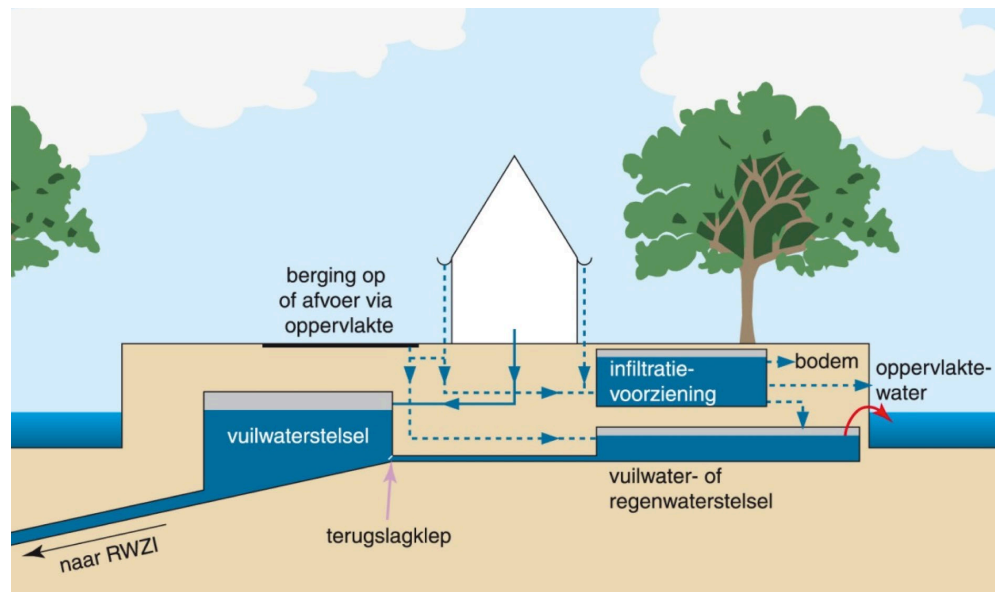 berging op
of afvoer via
oppervlakte
infiltratie-
voorziening
bodem
oppervlakte-
water
vuilwaterstelsel
vuilwater- of
regenwaterstelsel
terugslagklep
naar RWZI